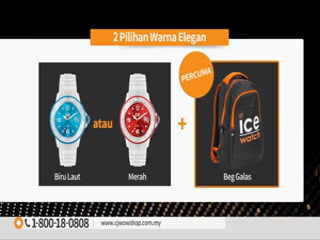 2 Pilihan Warna Elegan
PERCUMA
atau
+
ice
watch
Biru Laut
Merah
Beg Galas
1-800-18-0808
www.cjwowshop.com.my